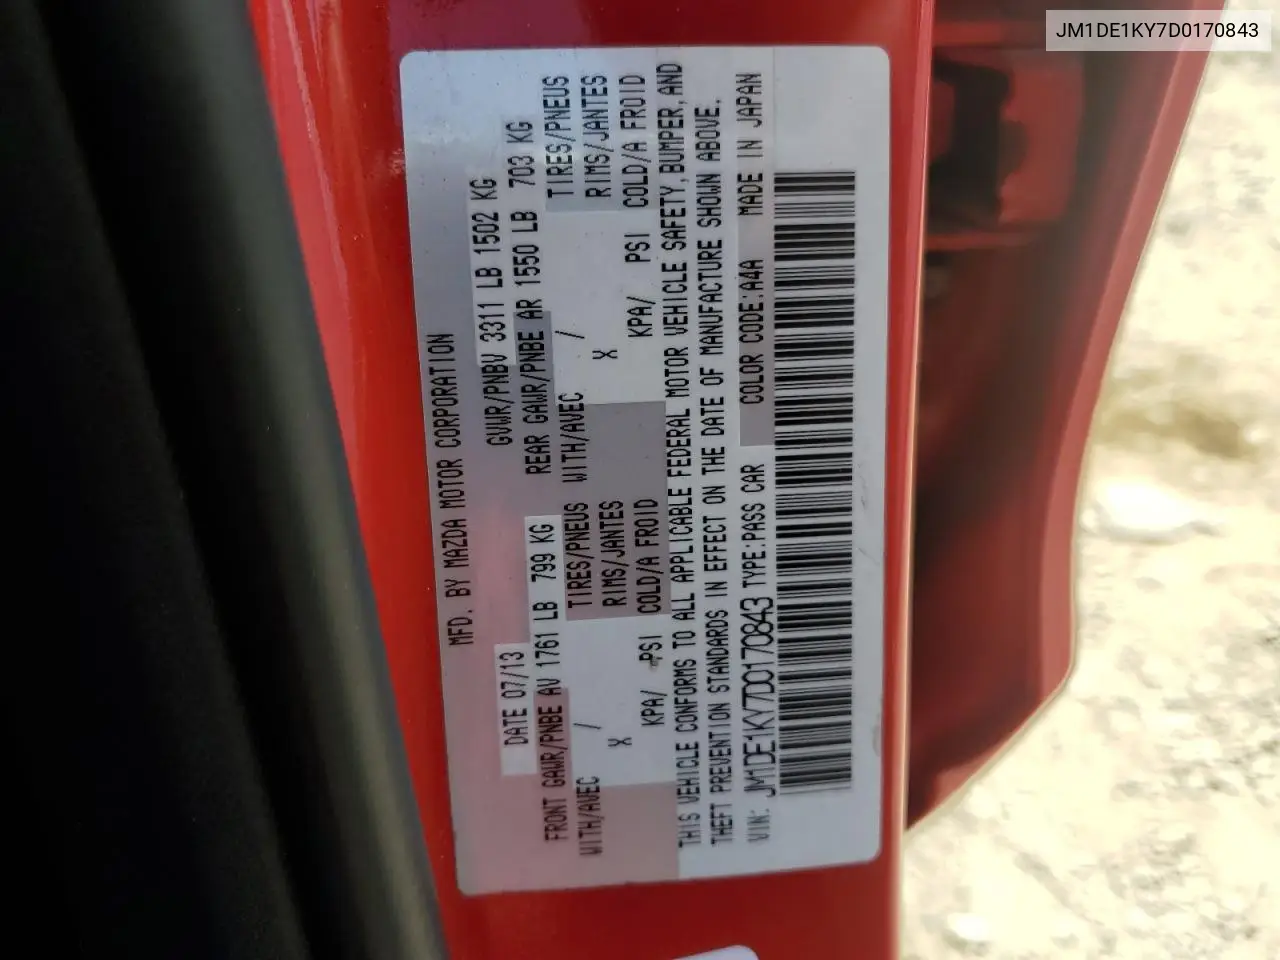 JM1DE1KY7D0170843
MFD. BY MAZDA MOTOR CORPORATION
DATE 07/13 GVWR/PNBV 3311 LB 1502 KG
FRONT GAWR/PNBE AV 1761 LB 799 KG REAR GAWR/PNBE AR 1550 LB 703 KG
WITH/AVEC / TIRES/PNEUS WITH/AVEC / TIRES/PNEUS
X RIMS/JANTES X RIMS/JANTES
KPA/ PSI COLD/A FROID KPA/ PSI COLD/A FROID
THIS VEHICLE CONFORMS TO ALL APPLICABLE FEDERAL MOTOR VEHICLE SAFETY, BUMPER, AND
THEFT PREVENTION STANDARDS IN EFFECT ON THE DATE OF MANUFACTURE SHOWN ABOVE.
VIN: JM1DE1KY7D0170843 TYPE:PASS CAR COLOR CODE:A4A MADE IN JAPAN